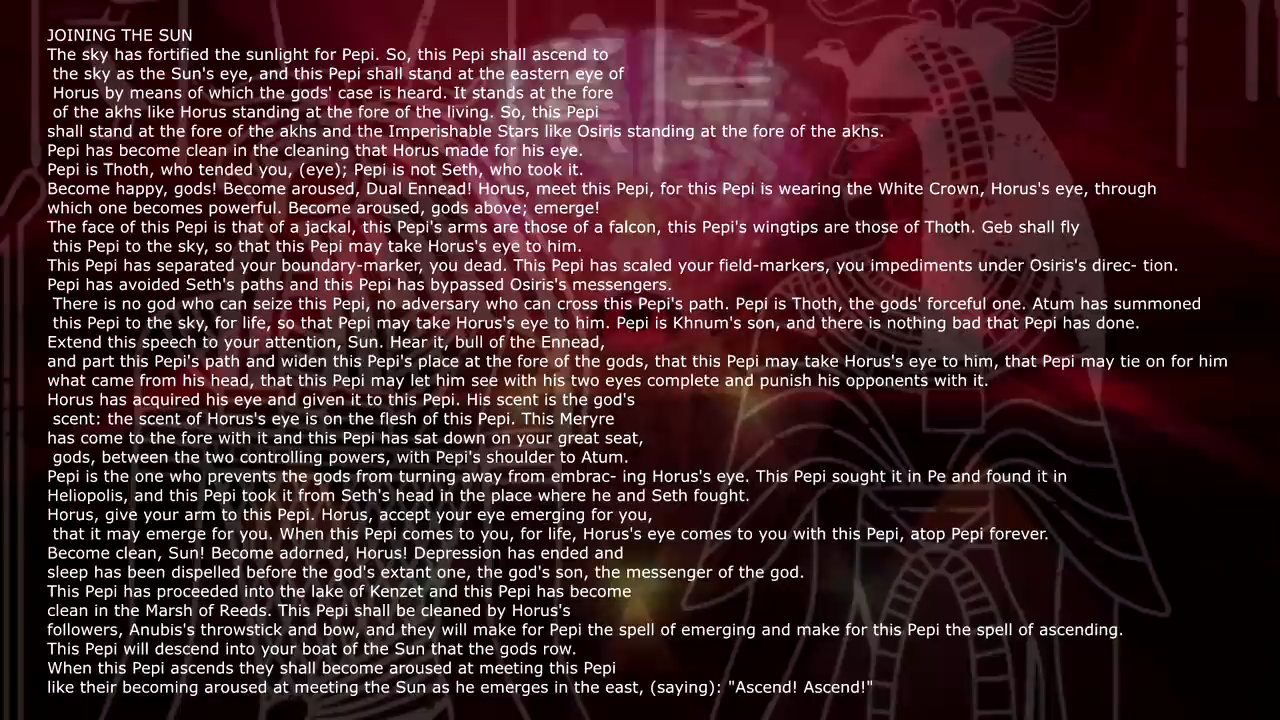 JOINING THE SUN
The sky has fortified the sunlight for Pepi. So, this Pepi shall ascend to
the sky as the Sun's eye, and this Pepi shall stand at the eastern eye of
Horus by means of which the gods' case is heard. It stands at the fore
of the akhs like Horus standing at the fore of the living. So, this Pepi
shall stand at the fore of the akhs and the Imperishable Stars like Osiris standing at the fore of the akhs.
Pepi has become clean in the cleaning that Horus made for his eye.
Pepi is Thoth, who tended you, (eye); Pepi is not Seth, who took it.
Become happy, gods! Become aroused, Dual Ennead! Horus, meet this Pepi, for this Pepi is wearing the White Crown, Horus's eye, through
which one becomes powerful. Become aroused, gods above; emerge!
The face of this Pepi is that of a jackal, this Pepi's arms are those of a falcon, this Pepi's wingtips are those of Thoth. Geb shall fly
this Pepi to the sky, so that this Pepi may take Horus's eye to him.
This Pepi has separated your boundary-marker, you dead. This Pepi has scaled your field-markers, you impediments under Osiris's direc- tion.
Pepi has avoided Seth's paths and this Pepi has bypassed Osiris's messengers.
There is no god who can seize this Pepi, no adversary who can cross this Pepi's path. Pepi is Thoth, the gods' forceful one. Atum has summoned
this Pepi to the sky, for life, so that Pepi may take Horus's eye to him. Pepi is Khnum's son, and there is nothing bad that Pepi has done.
Extend this speech to your attention, Sun. Hear it, bull of the Ennead,
and part this Pepi's path and widen this Pepi's place at the fore of the gods, that this Pepi may take Horus's eye to him, that Pepi may tie on for him
what came from his head, that this Pepi may let him see with his two eyes complete and punish his opponents with it.
Horus has acquired his eye and given it to this Pepi. His scent is the god's
scent: the scent of Horus's eye is on the flesh of this Pepi. This Meryre
has come to the fore with it and this Pepi has sat down on your great seat,
gods, between the two controlling powers, with Pepi's shoulder to Atum.
Pepi is the one who prevents the gods from turning away from embrac- ing Horus's eye. This Pepi sought it in Pe and found it in
Heliopolis, and this Pepi took it from Seth's head in the place where he and Seth fought.
Horus, give your arm to this Pepi. Horus, accept your eye emerging for you,
that it may emerge for you. When this Pepi comes to you, for life, Horus's eye comes to you with this Pepi, atop Pepi forever.
Become clean, Sun! Become adorned, Horus! Depression has ended and
sleep has been dispelled before the god's extant one, the god's son, the messenger of the god.
This Pepi has proceeded into the lake of Kenzet and this Pepi has become
clean in the Marsh of Reeds. This Pepi shall be cleaned by Horus's
followers, Anubis's throwstick and bow, and they will make for Pepi the spell of emerging and make for this Pepi the spell of ascending.
This Pepi will descend into your boat of the Sun that the gods row.
When this Pepi ascends they shall become aroused at meeting this Pepi
like their becoming aroused at meeting the Sun as he emerges in the east, (saying): "Ascend! Ascend!"